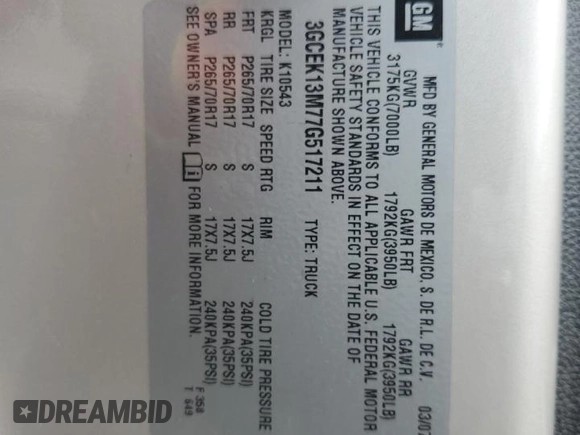 GM
MFD BY GENERAL MOTORS DE MEXICO, S. DE R.L. DE C.V. 03/07
GVWR GAWR FRT GAWR RR
3175KG(7000LB) 1792KG(3950LB) 1792KG(3950LB)
THIS VEHICLE CONFORMS TO ALL APPLICABLE U.S. FEDERAL MOTOR
VEHICLE SAFETY STANDARDS IN EFFECT ON THE DATE OF
MANUFACTURE SHOWN ABOVE.
3GCEK13M77G517211 TYPE: TRUCK
MODEL: K10543
KRGL TIRE SIZE SPEED RTG RIM COLD TIRE PRESSURE
FRT P265/70R17 S 17X7.5J 240KPA(35PSI)
RR P265/70R17 S 17X7.5J 240KPA(35PSI)
SPA P265/70R17 S 17X7.5J 240KPA(35PSI)
SEE OWNER'S MANUAL i FOR MORE INFORMATION.
F 358
T 649
DREAMBID